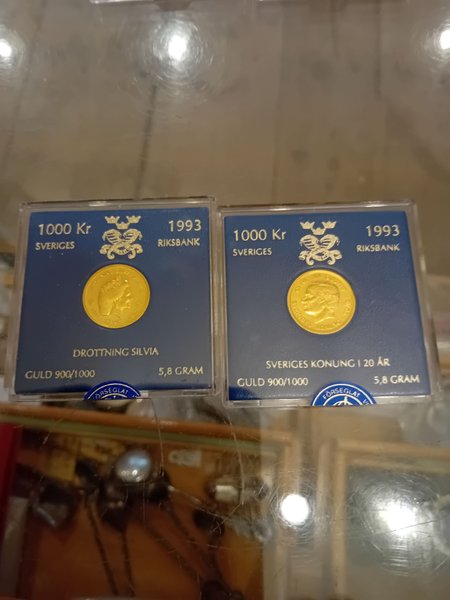 1000 Kr 1993
SVERIGES RIKSBANK
DROTTNING SILVIA
GULD 900/1000 5,8 GRAM
1000 Kr 1993
SVERIGES RIKSBANK
SVERIGES KONUNG I 20 ÅR
GULD 900/1000 5,8 GRAM
FÖRSEGLAT